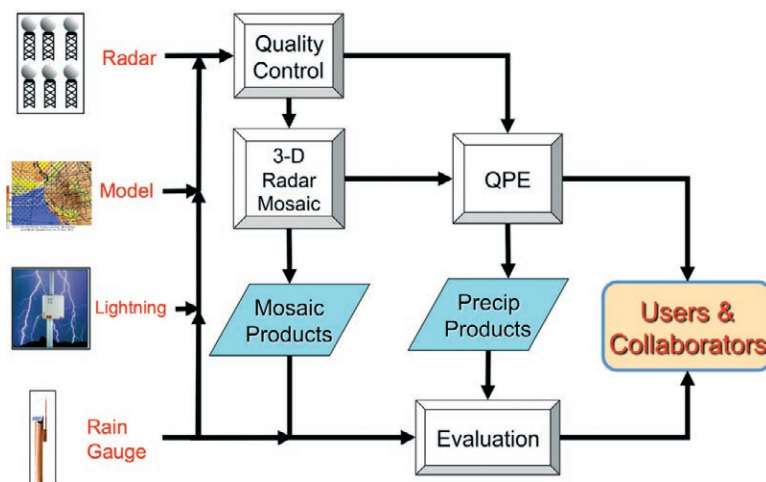 Radar
Quality
Control
Model
3-D
Radar
Mosaic
QPE
Lightning
Mosaic
Products
Precip
Products
Users &
Collaborators
Rain
Gauge
Evaluation